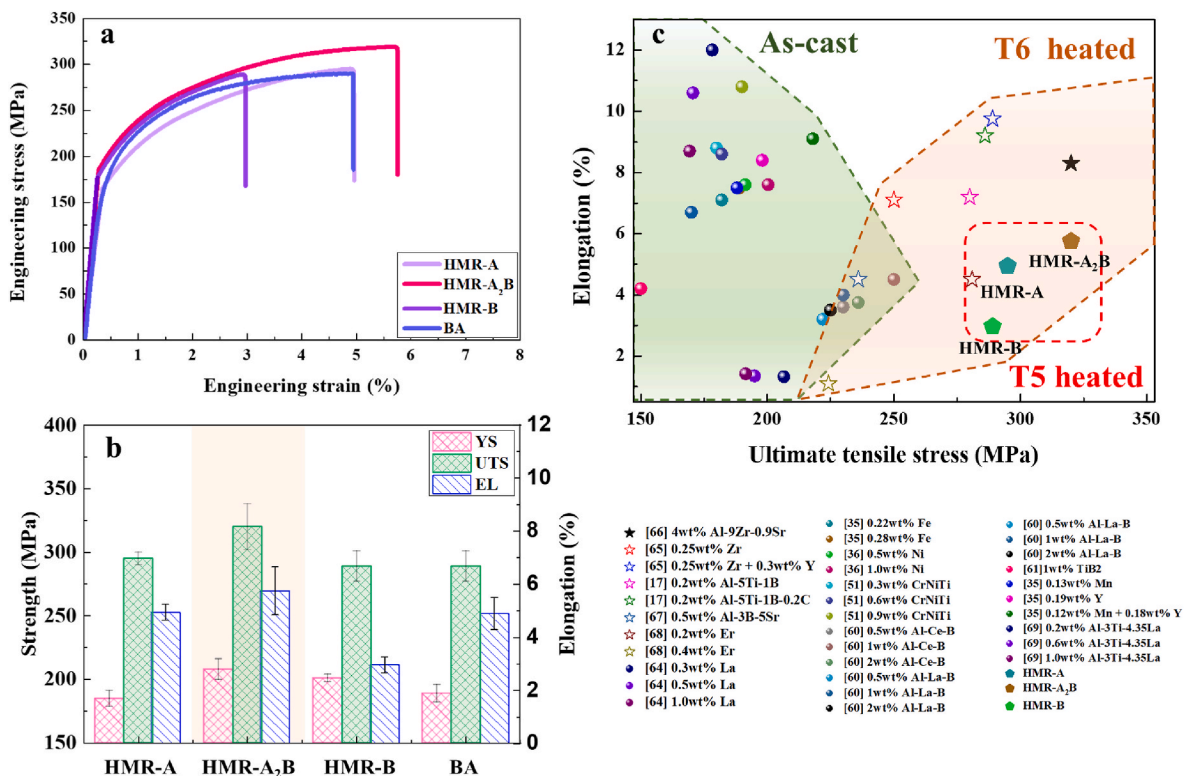 a
Engineering stress (MPa)
350
300
250
200
150
100
50
0
0 1 2 3 4 5 6 7 8
Engineering strain (%)
HMR-A
HMR-A₂B
HMR-B
BA
b
Strength (MPa)
400
350
300
250
200
150
12
10
8
6
4
2
0
Elongation (%)
YS
UTS
EL
HMR-A HMR-A₂B HMR-B BA
c
As-cast
T6 heated
T5 heated
Elongation (%)
12
10
8
6
4
2
150 200 250 300 350
Ultimate tensile stress (MPa)
HMR-A₂B
HMR-A
HMR-B
[66] 4wt% Al-9Zr-0.9Sr
[65] 0.25wt% Zr
[65] 0.25wt% Zr + 0.3wt% Y
[17] 0.2wt% Al-5Ti-1B
[17] 0.2wt% Al-5Ti-1B-0.2C
[67] 0.5wt% Al-3B-5Sr
[68] 0.2wt% Er
[68] 0.4wt% Er
[64] 0.3wt% La
[64] 0.5wt% La
[64] 1.0wt% La
[35] 0.22wt% Fe
[35] 0.28wt% Fe
[36] 0.5wt% Ni
[36] 1.0wt% Ni
[51] 0.3wt% CrNiTi
[51] 0.6wt% CrNiTi
[51] 0.9wt% CrNiTi
[60] 0.5wt% Al-Ce-B
[60] 1wt% Al-Ce-B
[60] 2wt% Al-Ce-B
[60] 0.5wt% Al-La-B
[60] 1wt% Al-La-B
[60] 2wt% Al-La-B
[60] 0.5wt% Al-La-B
[60] 1wt% Al-La-B
[60] 2wt% Al-La-B
[61]1wt% TiB2
[35] 0.13wt% Mn
[35] 0.19wt% Y
[35] 0.12wt% Mn + 0.18wt% Y
[69] 0.2wt% Al-3Ti-4.35La
[69] 0.6wt% Al-3Ti-4.35La
[69] 1.0wt% Al-3Ti-4.35La
HMR-A
HMR-A₂B
HMR-B